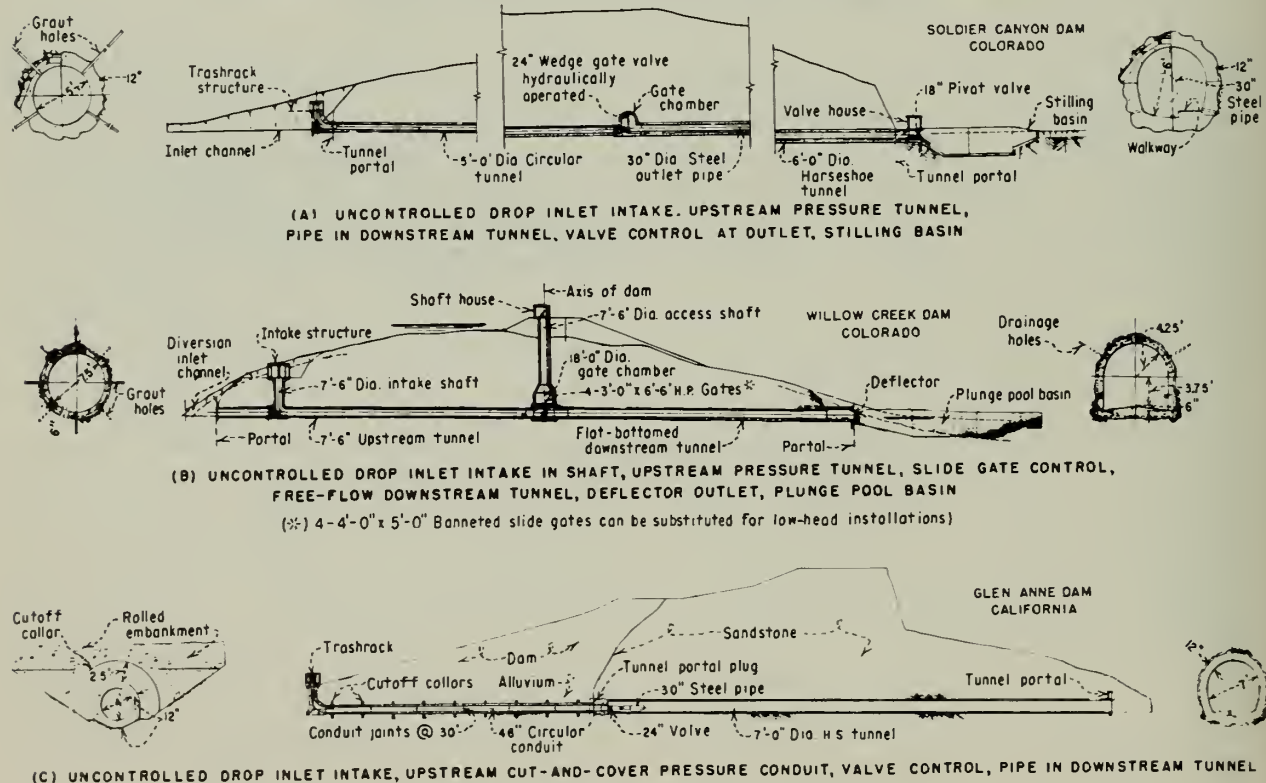 Grout
holes
12"
Trashrack
structure
Inlet channel
Tunnel
portal
5'-0" Dia Circular
tunnel
24" Wedge gate valve
hydraulically
operated
Gate
chamber
30" Dia Steel
outlet pipe
SOLDIER CANYON DAM
COLORADO
18" Pivot valve
Valve house
Stilling
basin
6'-0" Dia.
Horseshoe
tunnel
Tunnel portal
12"
30"
Steel
pipe
Walkway
(A) UNCONTROLLED DROP INLET INTAKE. UPSTREAM PRESSURE TUNNEL,
PIPE IN DOWNSTREAM TUNNEL, VALVE CONTROL AT OUTLET, STILLING BASIN
Axis of dam
Shaft house
7'-6" Dia. access shaft
WILLOW CREEK DAM
COLORADO
Diversion
inlet
channel
Intake structure
7'-6" Dia. intake shaft
18'-0" Dia.
gate chamber
4-3'-0" x 6'-6" H.P. Gates ※
Deflector
Plunge pool basin
Drainage
holes
4.25'
3.75'
6"
7.5'
Grout
holes
6"
Portal
7'-6" Upstream tunnel
Flat-bottomed
downstream tunnel
Portal
(B) UNCONTROLLED DROP INLET INTAKE IN SHAFT, UPSTREAM PRESSURE TUNNEL, SLIDE GATE CONTROL,
FREE-FLOW DOWNSTREAM TUNNEL, DEFLECTOR OUTLET, PLUNGE POOL BASIN
(※) 4-4'-0" x 5'-0" Banneted slide gates can be substituted for low-head installations)
GLEN ANNE DAM
CALIFORNIA
Cutoff
collar
Rolled
embankment
2.5'
12"
Trashrack
Dam
Sandstone
Cutoff collars
Alluvium
Tunnel portal plug
30" Steel pipe
Tunnel portal
Conduit joints @ 30'
48" Circular
conduit
24" Valve
7'-0" Dia. H.S tunnel
12"
(C) UNCONTROLLED DROP INLET INTAKE, UPSTREAM CUT-AND-COVER PRESSURE CONDUIT, VALVE CONTROL, PIPE IN DOWNSTREAM TUNNEL